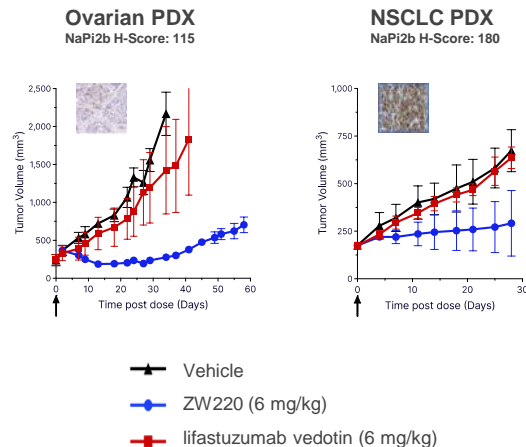 Ovarian PDX
NaPi2b H-Score: 115
NSCLC PDX
NaPi2b H-Score: 180
Tumor Volume (mm³)
2,500
2,000
1,500
1,000
500
0
0 10 20 30 40 50 60
Time post dose (Days)
Tumor Volume (mm³)
1,000
750
500
250
0
0 10 20 30
Time post dose (Days)
Vehicle
ZW220 (6 mg/kg)
lifastuzumab vedotin (6 mg/kg)